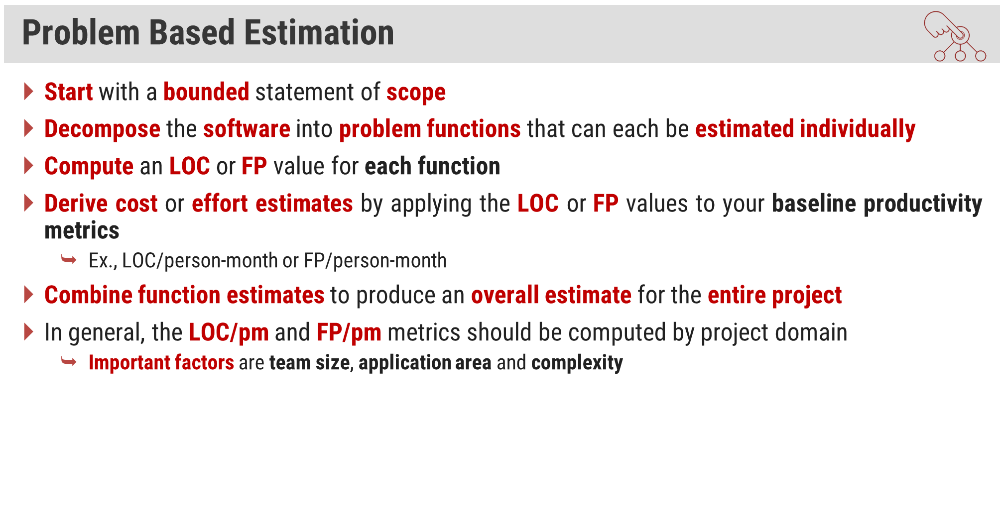 Problem Based Estimation
Start with a bounded statement of scope
Decompose the software into problem functions that can each be estimated individually
Compute an LOC or FP value for each function
Derive cost or effort estimates by applying the LOC or FP values to your baseline productivity
metrics
Ex., LOC/person-month or FP/person-month
Combine function estimates to produce an overall estimate for the entire project
In general, the LOC/pm and FP/pm metrics should be computed by project domain
Important factors are team size, application area and complexity